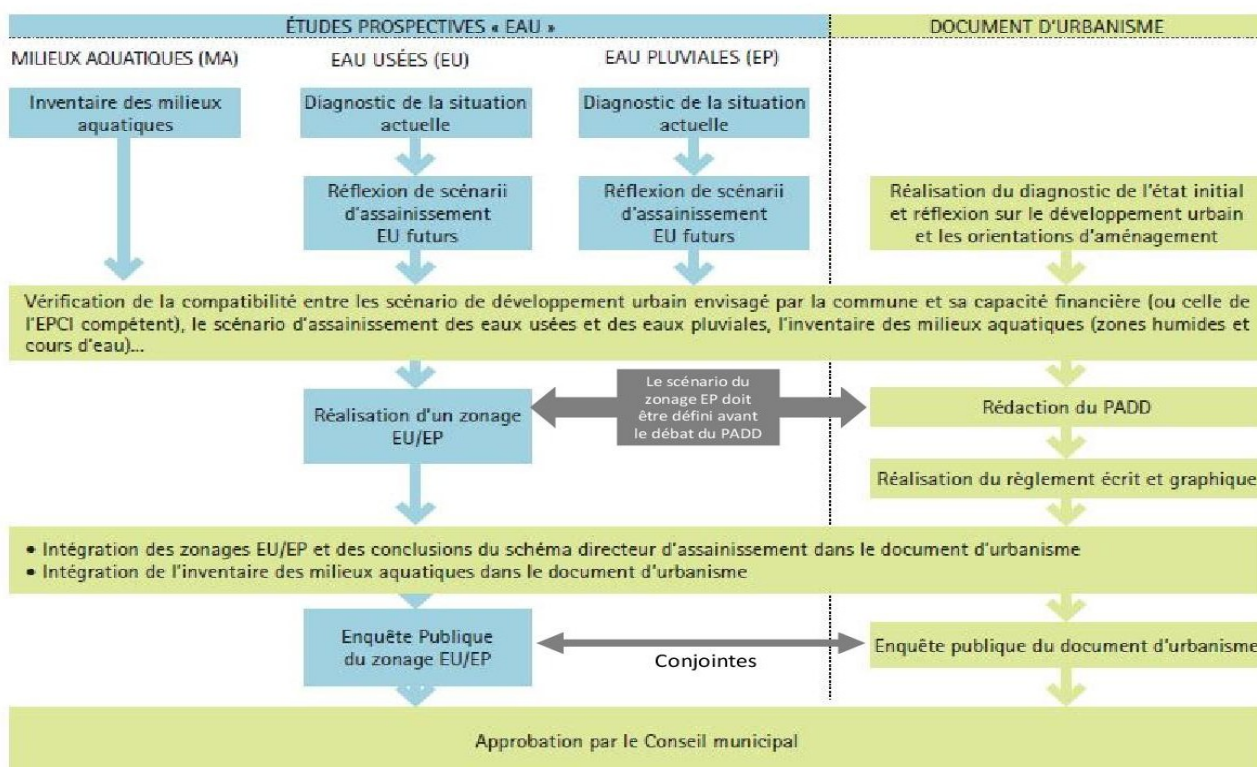 ÉTUDES PROSPECTIVES « EAU »
DOCUMENT D'URBANISME
MILIEUX AQUATIQUES (MA)
EAU USÉES (EU)
EAU PLUVIALES (EP)
Inventaire des milieux
aquatiques
Diagnostic de la situation
actuelle
Diagnostic de la situation
actuelle
Réflexion de scénarii
d'assainissement
EU futurs
Réflexion de scénarii
d'assainissement
EU futurs
Réalisation du diagnostic de l'état initial
et réflexion sur le développement urbain
et les orientations d'aménagement
Vérification de la compatibilité entre les scénario de développement urbain envisagé par la commune et sa capacité financière (ou celle de
l'EPCI compétent), le scénario d'assainissement des eaux usées et des eaux pluviales, l'inventaire des milieux aquatiques (zones humides et
cours d'eau)...
Réalisation d'un zonage
EU/EP
Le scénario du
zonage EP doit
être défini avant
le débat du PADD
Rédaction du PADD
Réalisation du règlement écrit et graphique
• Intégration des zonages EU/EP et des conclusions du schéma directeur d'assainissement dans le document d'urbanisme
• Intégration de l'inventaire des milieux aquatiques dans le document d'urbanisme
Enquête Publique
du zonage EU/EP
Conjointes
Enquête publique du document d'urbanisme
Approbation par le Conseil municipal